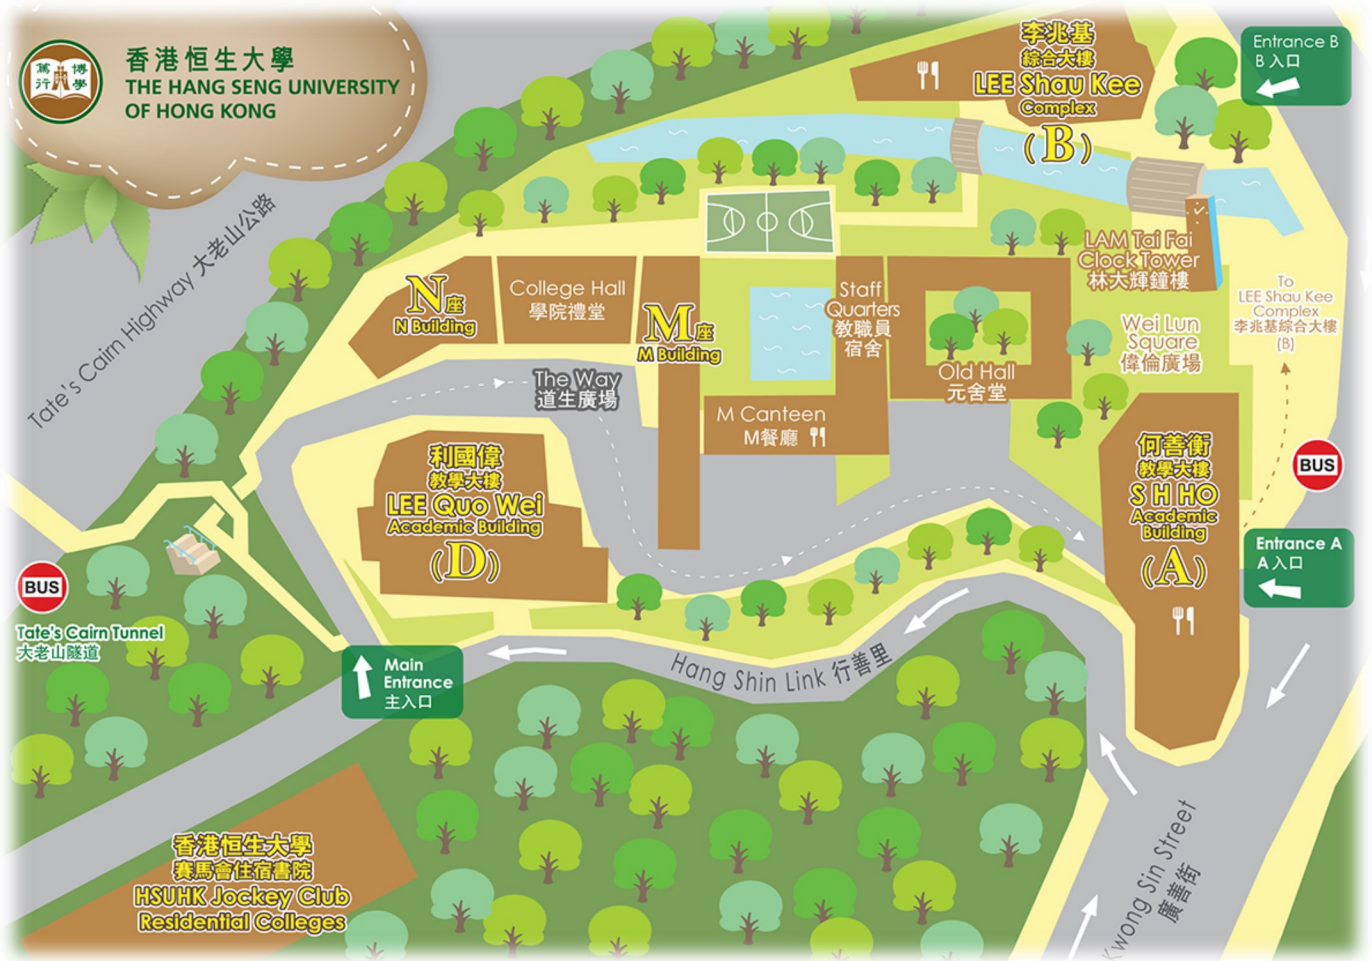 篤 博
行 學
香港恒生大學
THE HANG SENG UNIVERSITY
OF HONG KONG
李兆基
綜合大樓
LEE Shau Kee
Complex
(B)
Entrance B
B 入口
Tate's Cairn Highway 大老山公路
N座
N Building
College Hall
學院禮堂
M座
M Building
Staff
Quarters
教職員
宿舍
Old Hall
元舍堂
LAM Tai Fai
Clock Tower
林大輝鐘樓
Wei Lun
Square
偉倫廣場
To
LEE Shau Kee
Complex
李兆基綜合大樓
(B)
The Way
道生廣場
M Canteen
M餐廳
利國偉
教學大樓
LEE Quo Wei
Academic Building
(D)
何善衡
教學大樓
S H HO
Academic
Building
(A)
BUS
Entrance A
A 入口
BUS
Tate's Cairn Tunnel
大老山隧道
Main
Entrance
主入口
Hang Shin Link 行善里
Kwong Sin Street
廣善街
香港恒生大學
賽馬會住宿書院
HSUHK Jockey Club
Residential Colleges